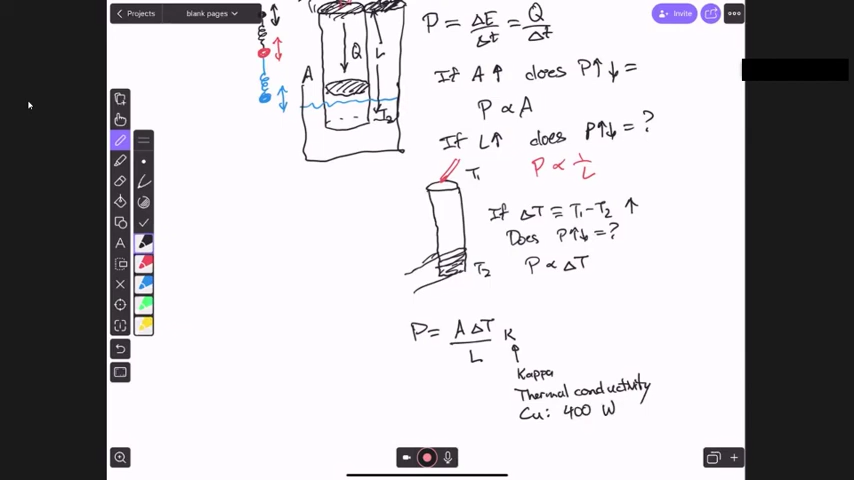 Projects
blank pages
Invite
P = ΔE/Δt = Q/Δt
Q
L
A
T₂
If A↑ does P↑↓ =
P ∝ A
If L↑ does P↑↓ = ?
P ∝ 1/L
T₁
If ΔT ≡ T₁-T₂ ↑
Does P↑↓ = ?
T₂
P ∝ ΔT
P = AΔT/L K
Kappa
Thermal conductivity
Cu: 400 W
A